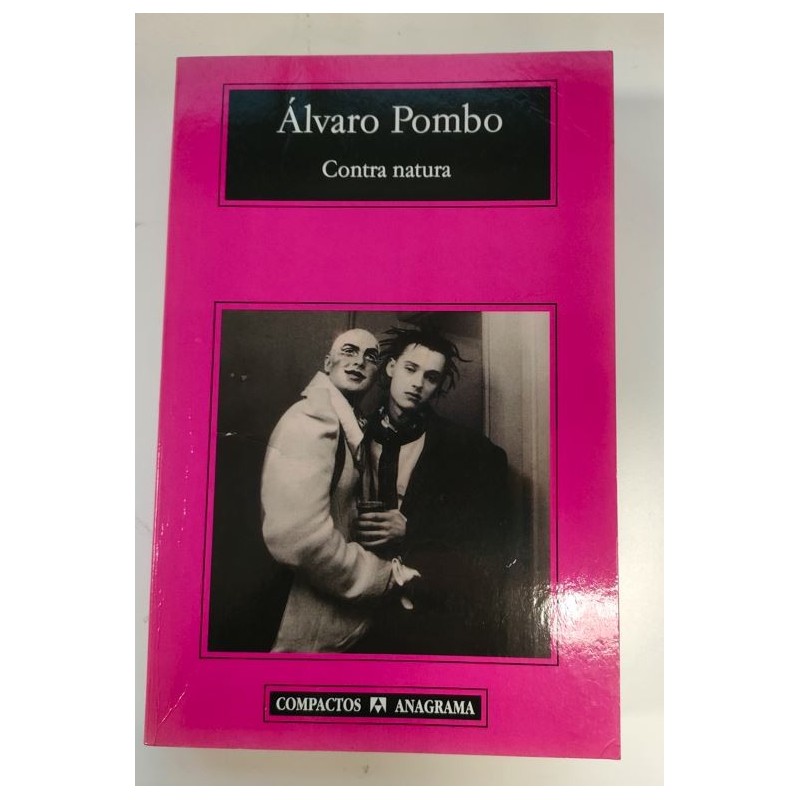 Álvaro Pombo
Contra natura
COMPACTOS ANAGRAMA